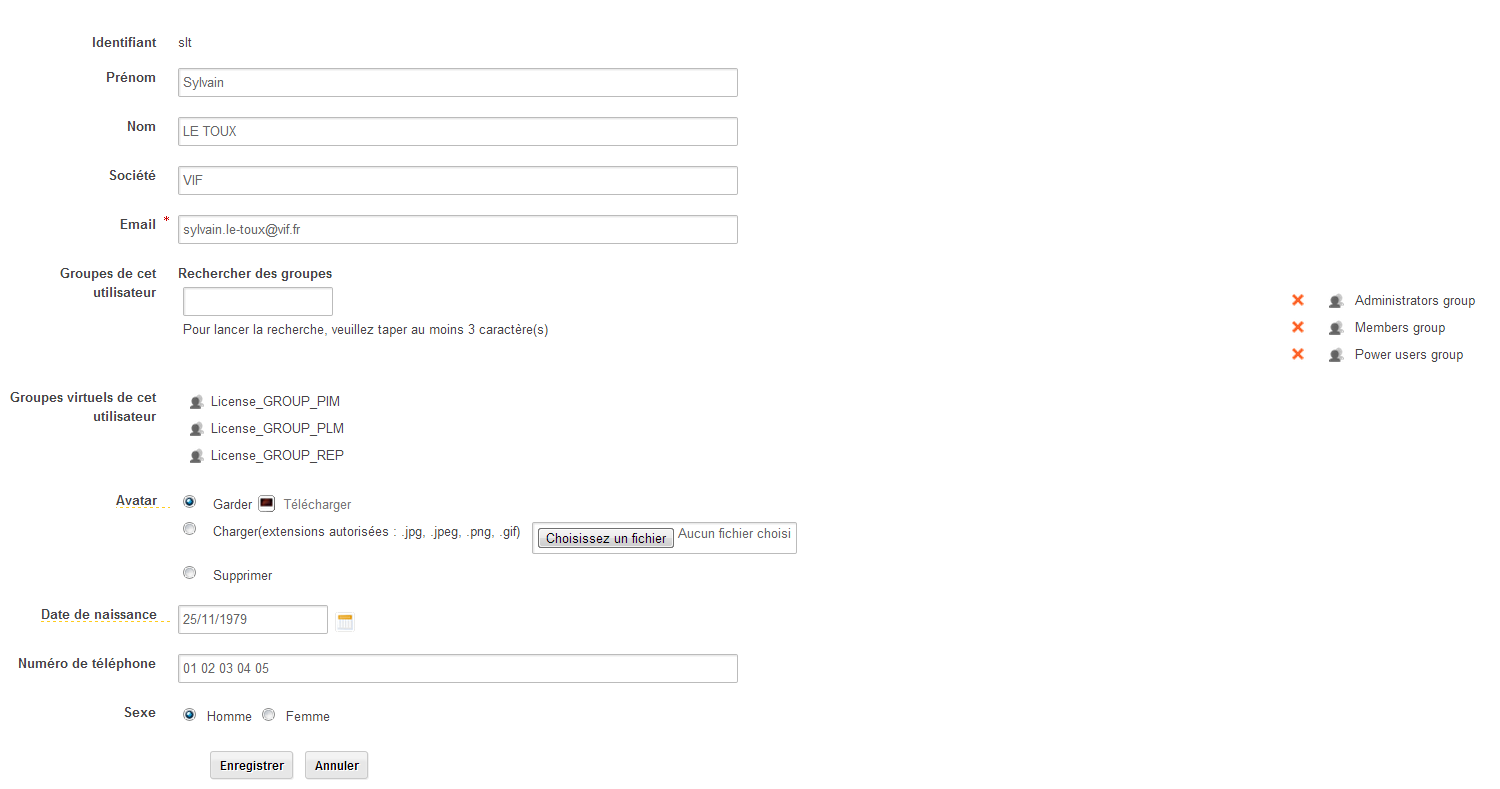 Identifiant slt
Prénom Sylvain
Nom LE TOUX
Société VIF
Email * sylvain.le-toux@vif.fr
Groupes de cet utilisateur
Rechercher des groupes
Pour lancer la recherche, veuillez taper au moins 3 caractère(s)
Administrators group
Members group
Power users group
Groupes virtuels de cet utilisateur
License_GROUP_PIM
License_GROUP_PLM
License_GROUP_REP
Avatar Garder Télécharger
Charger(extensions autorisées : .jpg, .jpeg, .png, .gif) Choisissez un fichier Aucun fichier choisi
Supprimer
Date de naissance 25/11/1979
Numéro de téléphone 01 02 03 04 05
Sexe Homme Femme
Enregistrer Annuler